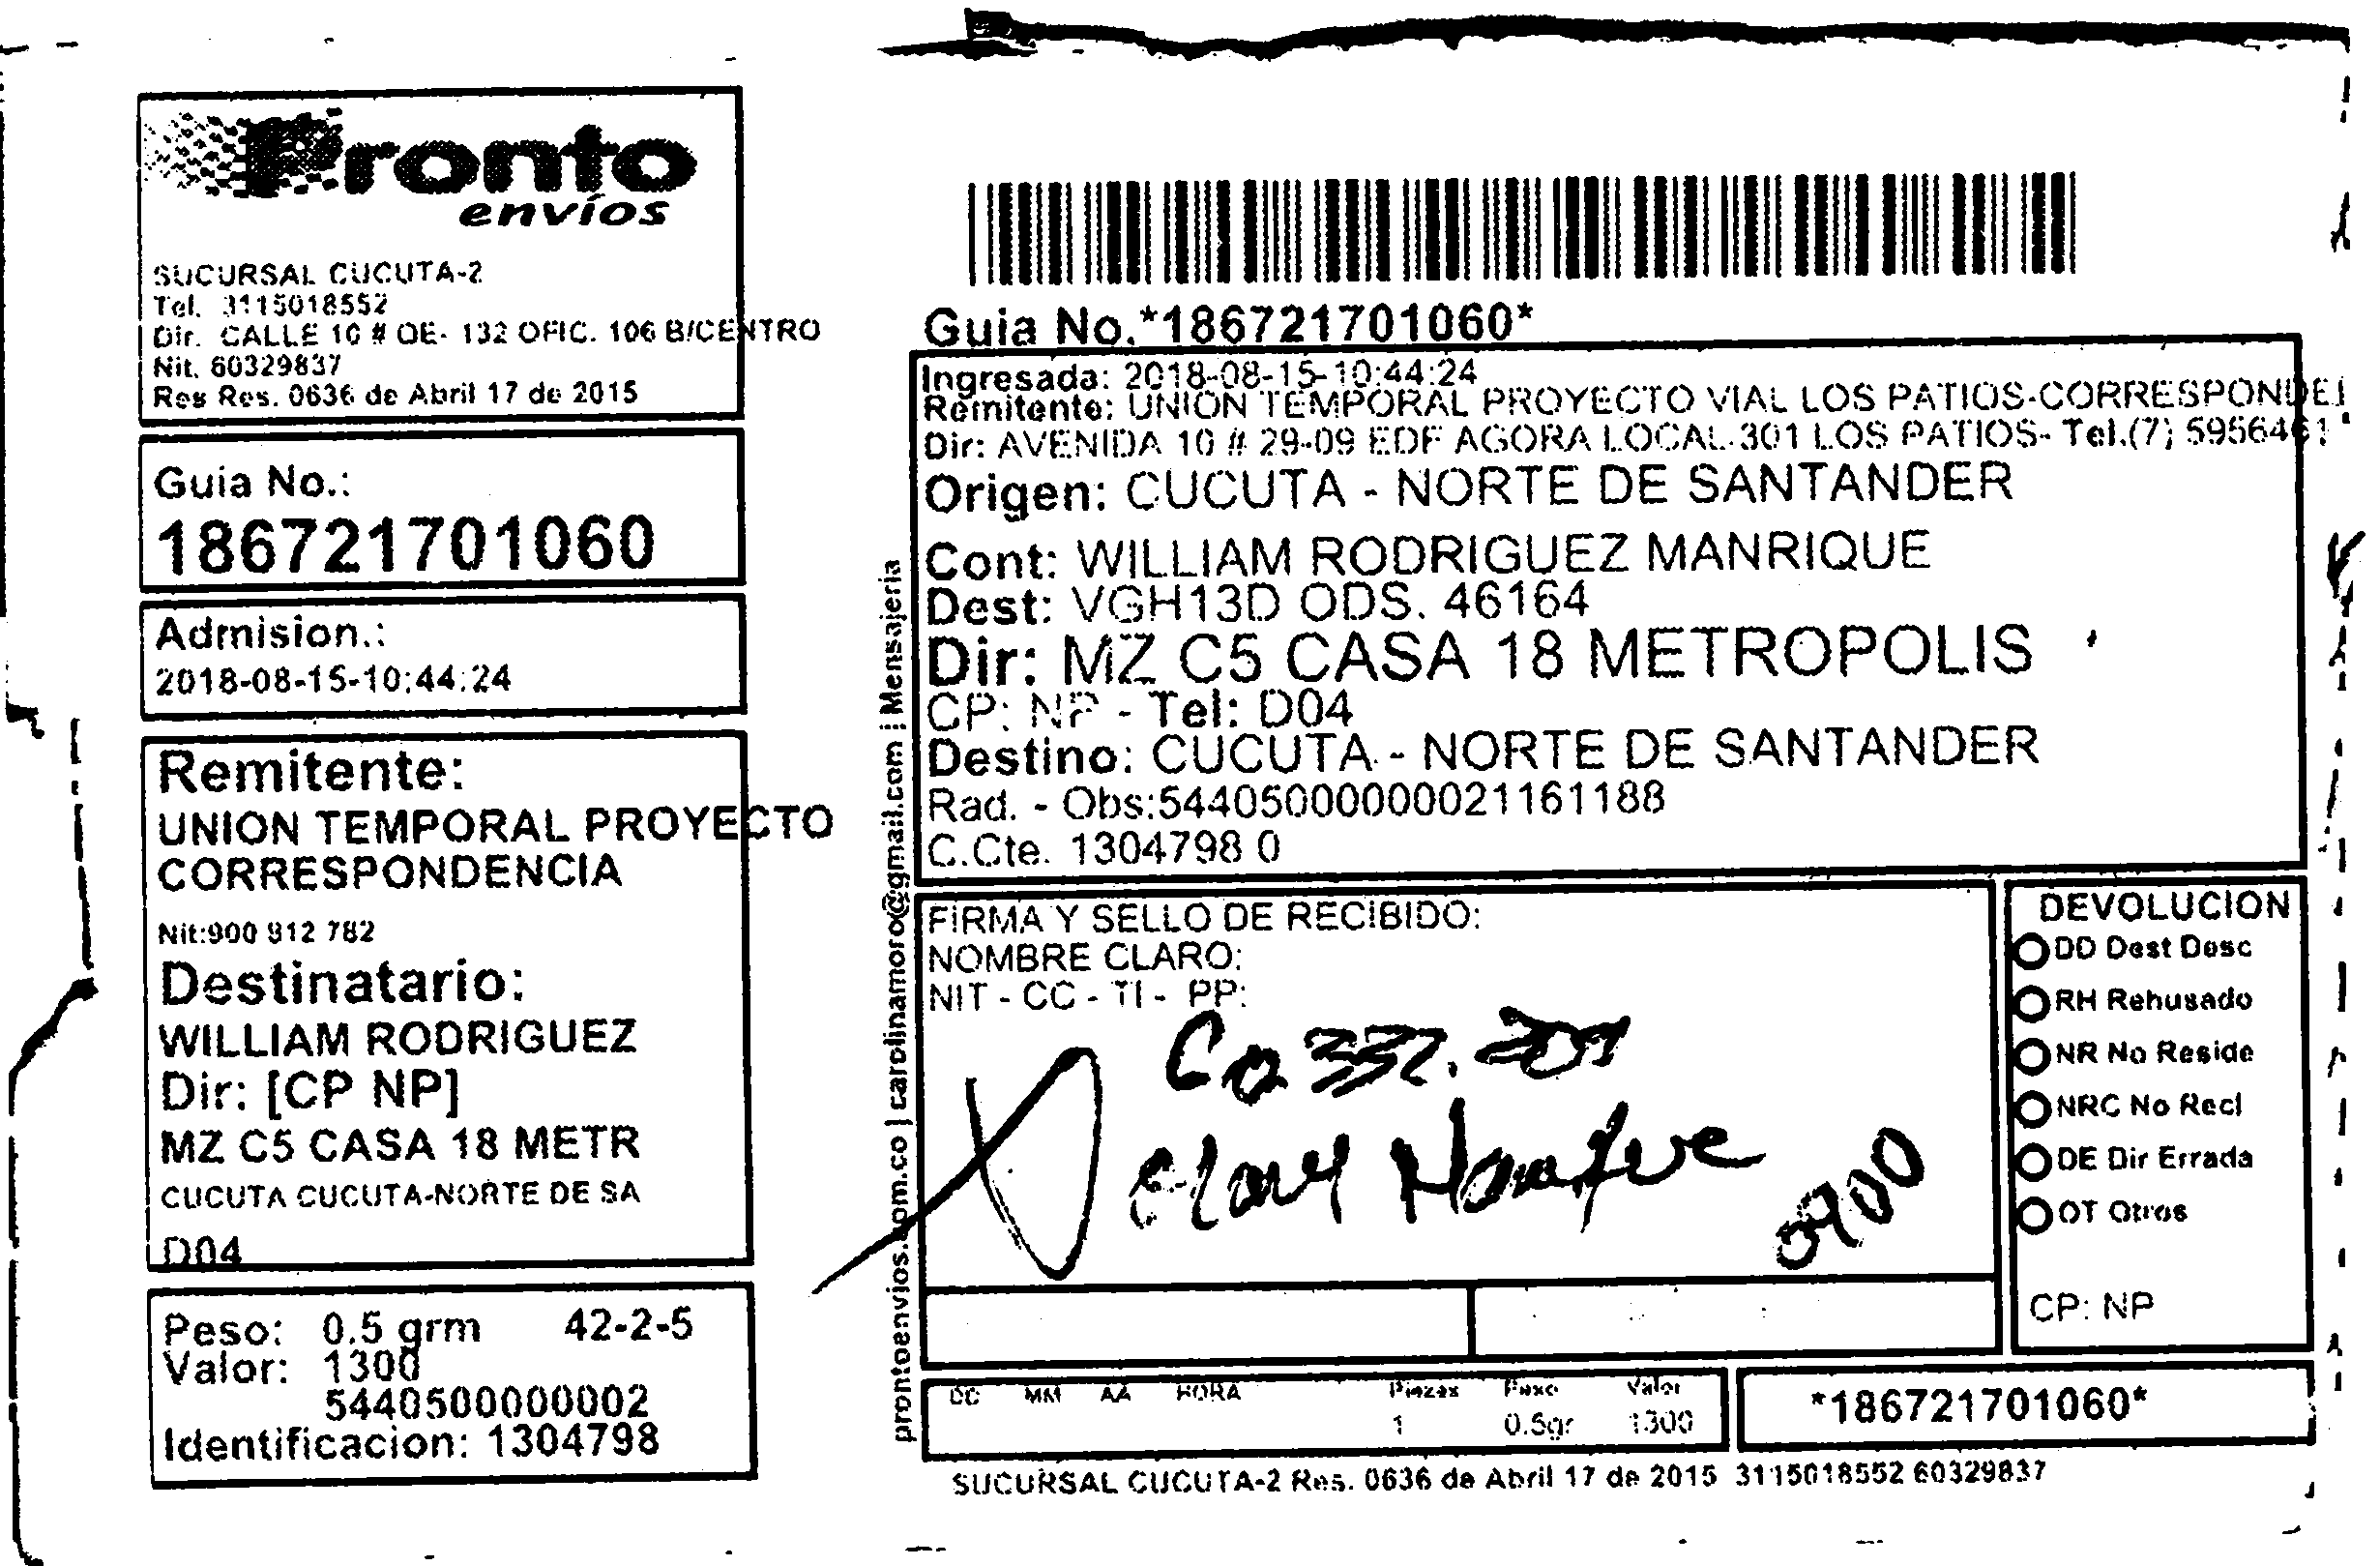 Pronto
envíos
SUCURSAL CUCUTA-2
Tel. 3115018552
Dir. CALLE 10 # OE- 132 OFIC. 106 B/CENTRO
Nit. 60329837
Res Res. 0636 de Abril 17 de 2015
Guia No.:
186721701060
Admision.:
2018-08-15-10:44:24
Remitente:
UNION TEMPORAL PROYECTO
CORRESPONDENCIA
Nit:900 912 782
Destinatario:
WILLIAM RODRIGUEZ
Dir: [CP NP]
MZ C5 CASA 18 METR
CUCUTA CUCUTA-NORTE DE SA
D04
Peso: 0.5 grm 42-2-5
Valor: 1300
5440500000002
Identificacion: 1304798
prontoenvios.com.co | carolinamoro@gmail.com | Mensajeria
Guia No.*186721701060*
Ingresada: 2018-08-15-10:44:24
Remitente: UNION TEMPORAL PROYECTO VIAL LOS PATIOS-CORRESPONDE
Dir: AVENIDA 10 # 29-09 EDF AGORA LOCAL 301 LOS PATIOS- Tel.(7) 5956461
Origen: CUCUTA - NORTE DE SANTANDER
Cont: WILLIAM RODRIGUEZ MANRIQUE
Dest: VGH13D ODS. 46164
Dir: MZ C5 CASA 18 METROPOLIS
CP: NP - Tel: D04
Destino: CUCUTA - NORTE DE SANTANDER
Rad. - Obs:544050000000021161188
C.Cte. 1304798 0
FIRMA Y SELLO DE RECIBIDO:
NOMBRE CLARO:
NIT - CC - TI - PP:
DEVOLUCION
DD Dest Desc
RH Rehusado
NR No Reside
NRC No Recl
DE Dir Errada
OT Otros
CP: NP
DC MM AA HORA Piezas Peso Valor
1 0.5gr 1300
*186721701060*
SUCURSAL CUCUTA-2 Res. 0636 de Abril 17 de 2015 3115018552 60329837